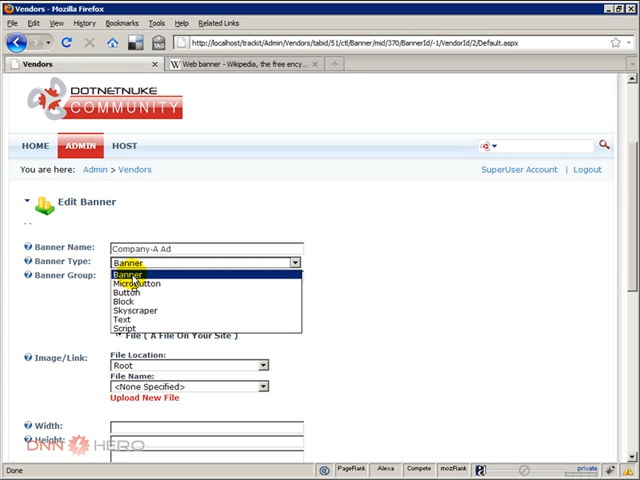 Vendors - Mozilla Firefox
File Edit View History Bookmarks Tools Related Links
http://localhost/trackit/Admin/Vendors/tabid/51/ctl/Banner/mid/370/BannerId/-1/VendorId/2/Default.aspx
Vendors
Web banner - Wikipedia, the free ency...
DOTNETNUKE
COMMUNITY
HOME ADMIN HOST
You are here: Admin > Vendors
SuperUser Account | Logout
Edit Banner
Banner Name: Company-A Ad
Banner Type: Banner
Banner Group: Banner
MicroButton
Button
Block
Skyscraper
Text
Script
File ( A File On Your Site )
Image/Link: File Location:
Root
File Name:
<None Specified>
Upload New File
Width:
Height:
DNN HERO
Done
PageRank Alexa Compete mozRank private